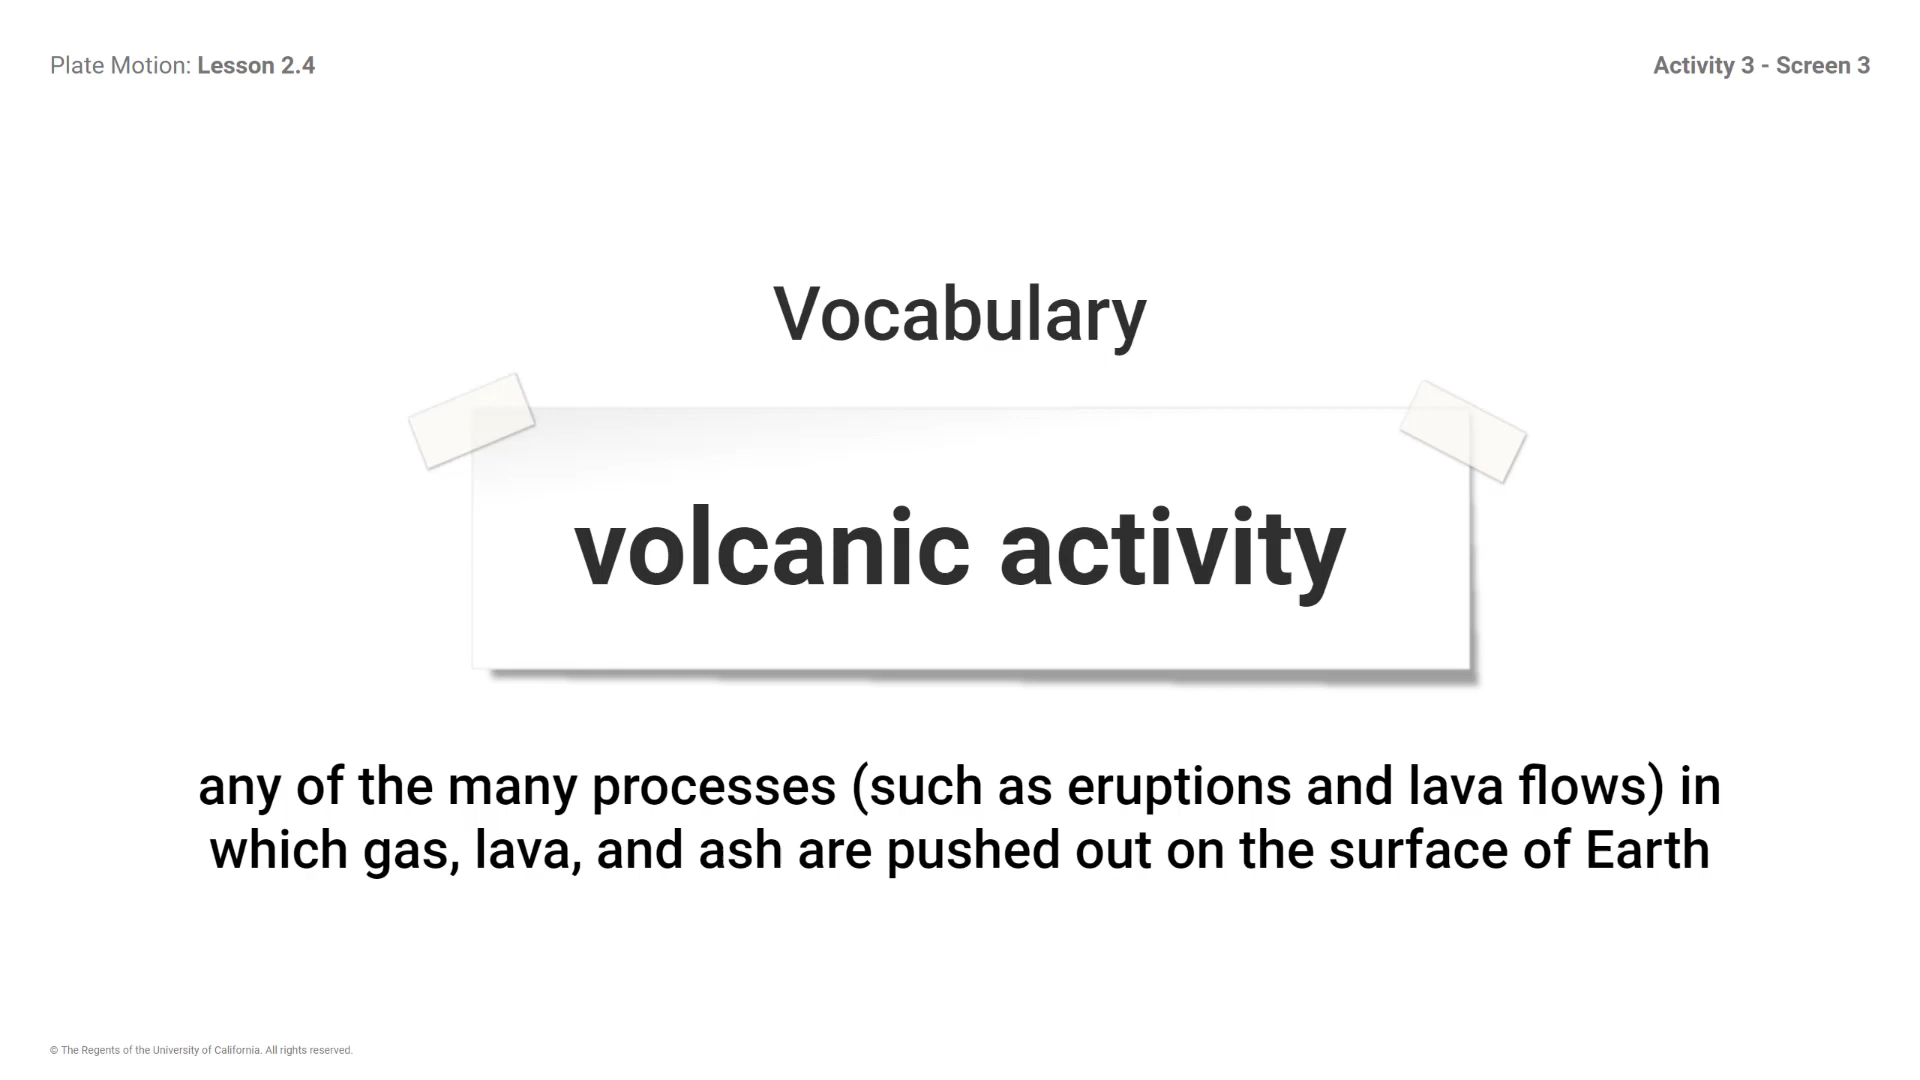 Plate Motion: Lesson 2.4
Activity 3 - Screen 3
Vocabulary
volcanic activity
any of the many processes (such as eruptions and lava flows) in
which gas, lava, and ash are pushed out on the surface of Earth
© The Regents of the University of California. All rights reserved.